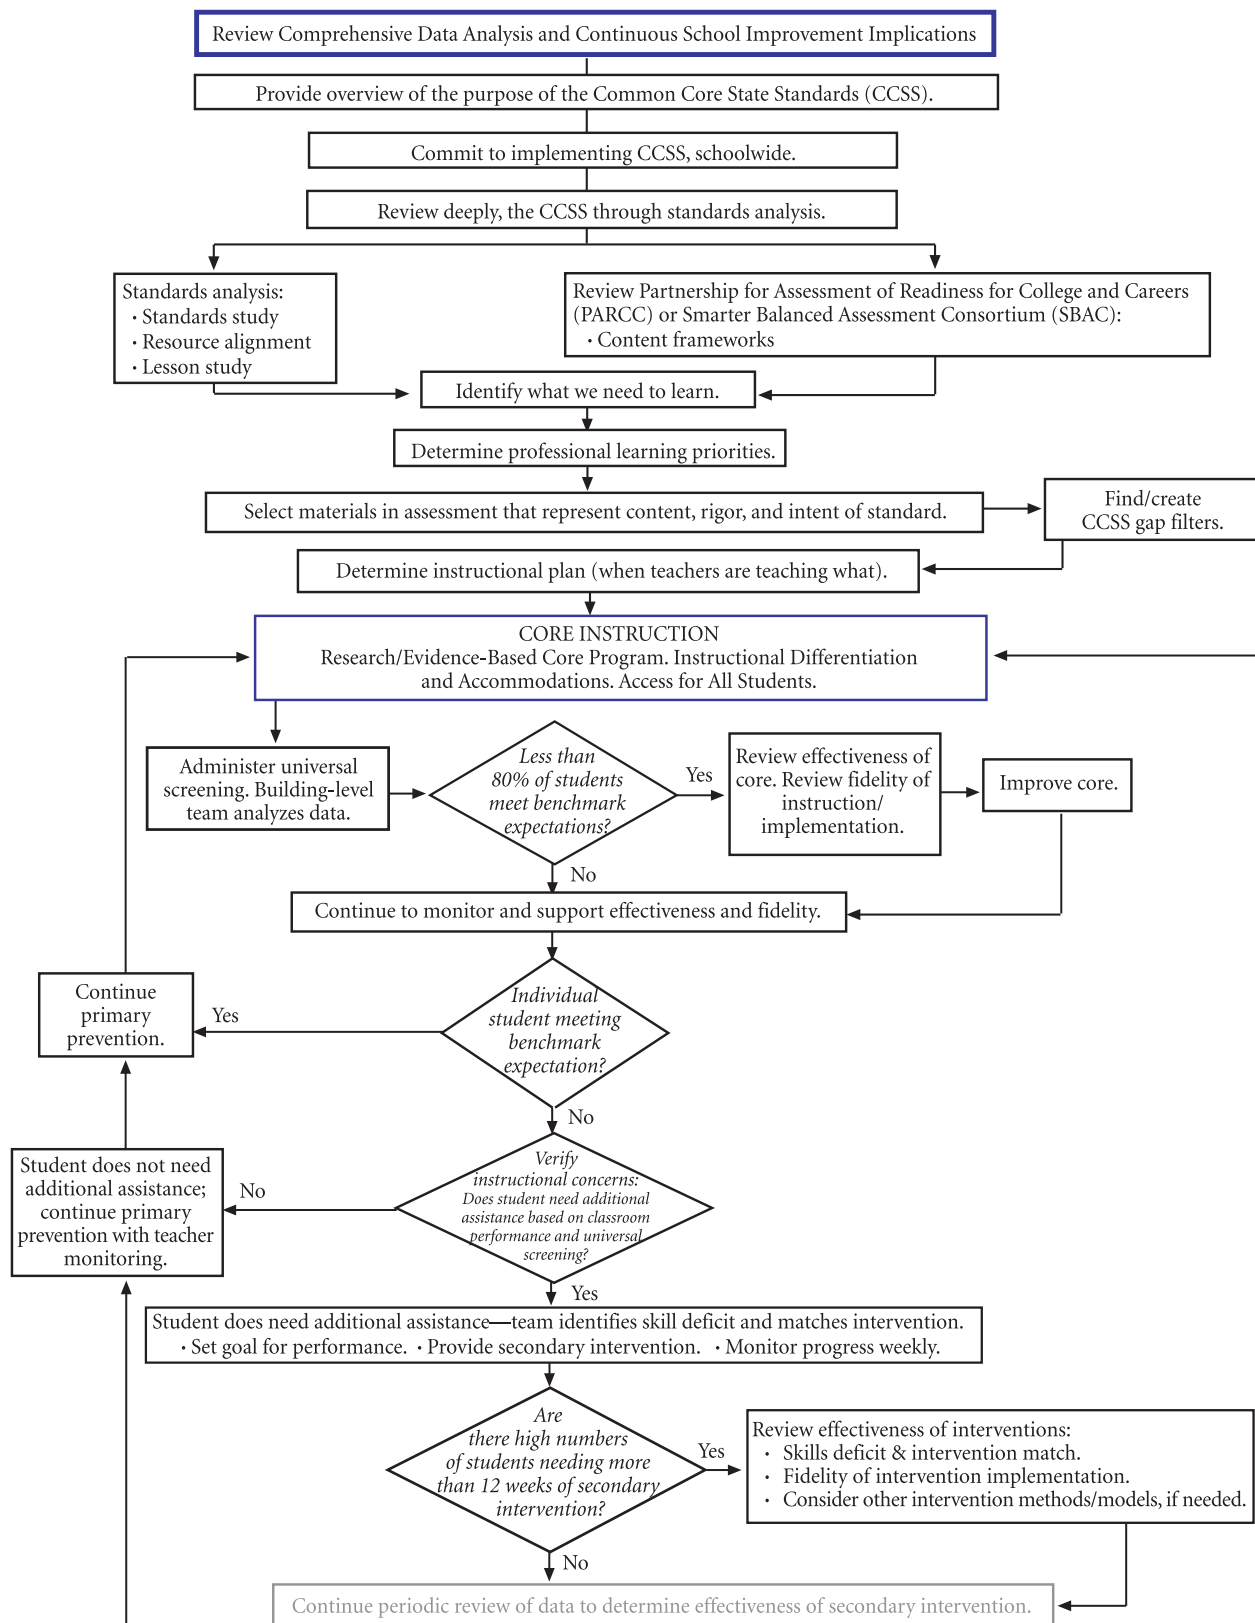 Review Comprehensive Data Analysis and Continuous School Improvement Implications
Provide overview of the purpose of the Common Core State Standards (CCSS).
Commit to implementing CCSS, schoolwide.
Review deeply, the CCSS through standards analysis.
Standards analysis:
· Standards study
· Resource alignment
· Lesson study
Review Partnership for Assessment of Readiness for College and Careers
(PARCC) or Smarter Balanced Assessment Consortium (SBAC):
· Content frameworks
Identify what we need to learn.
Determine professional learning priorities.
Select materials in assessment that represent content, rigor, and intent of standard.
Find/create
CCSS gap filters.
Determine instructional plan (when teachers are teaching what).
CORE INSTRUCTION
Research/Evidence-Based Core Program. Instructional Differentiation
and Accommodations. Access for All Students.
Administer universal
screening. Building-level
team analyzes data.
Less than
80% of students
meet benchmark
expectations?
Yes
Review effectiveness of
core. Review fidelity of
instruction/
implementation.
Improve core.
No
Continue to monitor and support effectiveness and fidelity.
Individual
student meeting
benchmark
expectation?
Yes
Continue
primary
prevention.
No
Verify
instructional concerns:
Does student need additional
assistance based on classroom
performance and universal
screening?
No
Student does not need
additional assistance;
continue primary
prevention with teacher
monitoring.
Yes
Student does need additional assistance—team identifies skill deficit and matches intervention.
· Set goal for performance. · Provide secondary intervention. · Monitor progress weekly.
Are
there high numbers
of students needing more
than 12 weeks of secondary
intervention?
Yes
Review effectiveness of interventions:
· Skills deficit & intervention match.
· Fidelity of intervention implementation.
· Consider other intervention methods/models, if needed.
No
Continue periodic review of data to determine effectiveness of secondary intervention.